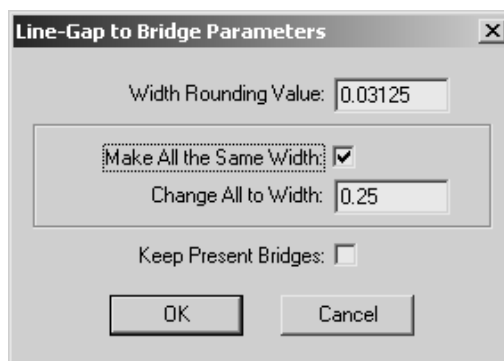 Line-Gap to Bridge Parameters
Width Rounding Value: 0.03125
Make All the Same Width:
Change All to Width: 0.25
Keep Present Bridges:
OK Cancel